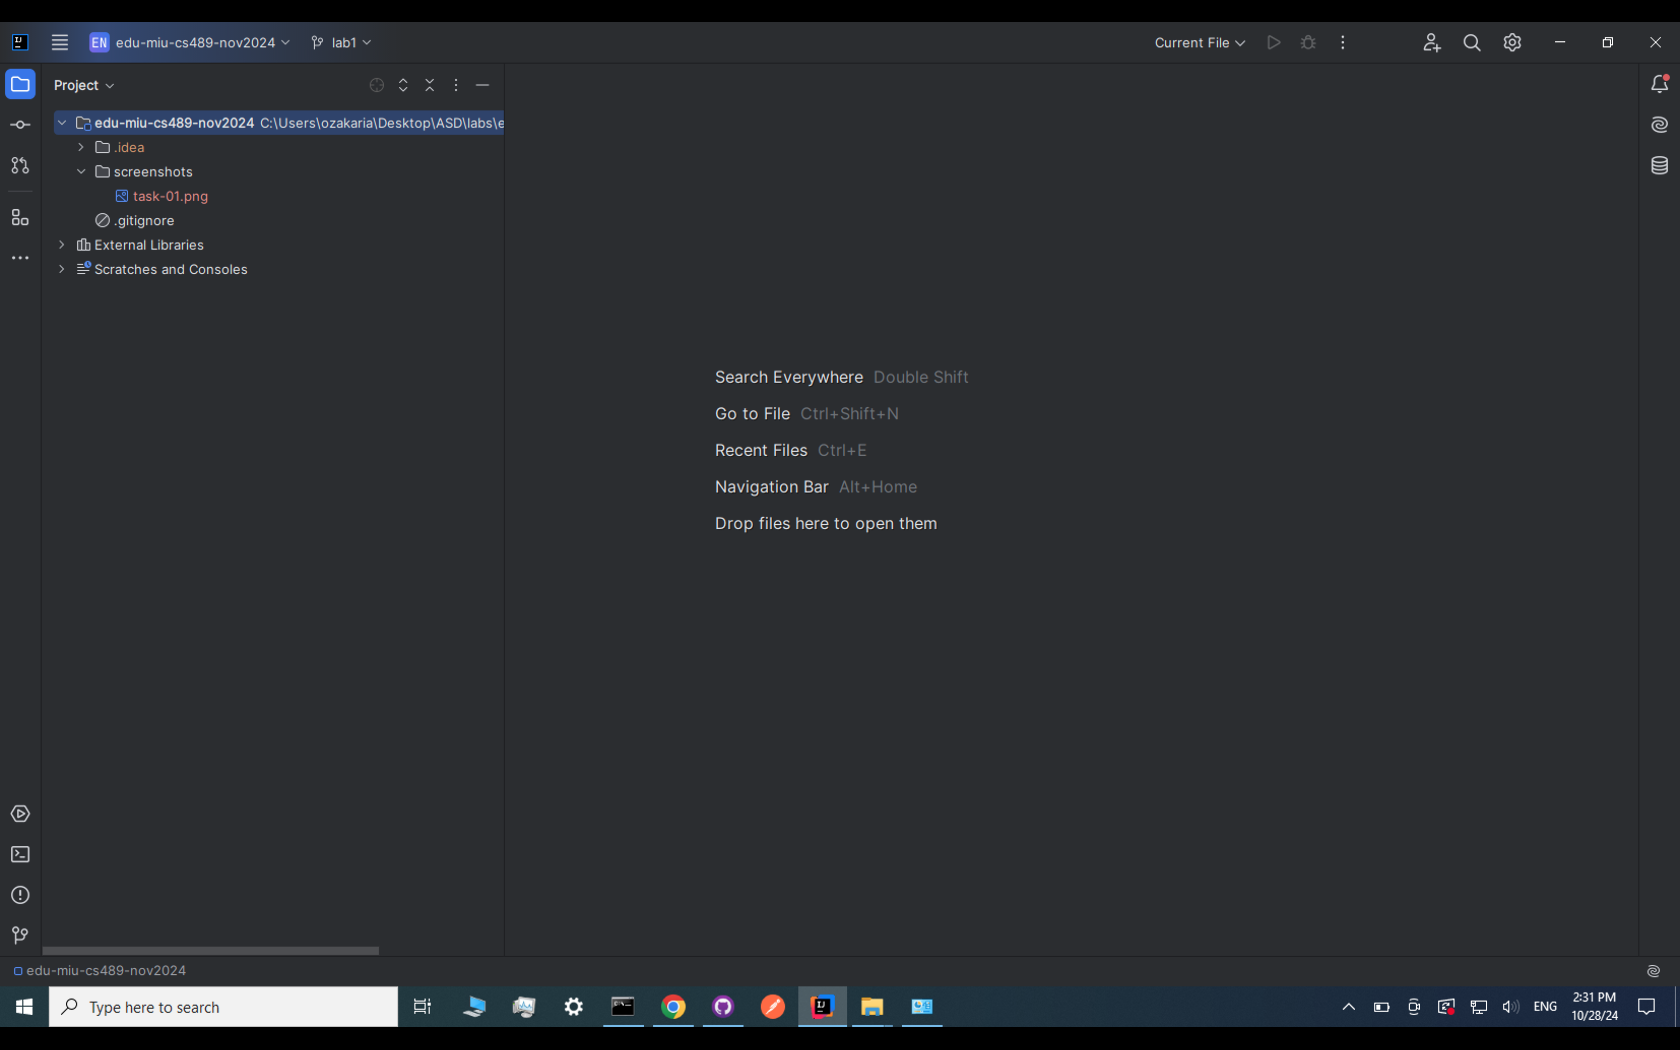 EN edu-miu-cs489-nov2024 lab1 Current File
Project
edu-miu-cs489-nov2024 C:\Users\ozakaria\Desktop\ASD\labs\e
.idea
screenshots
task-01.png
.gitignore
External Libraries
Scratches and Consoles
Search Everywhere Double Shift
Go to File Ctrl+Shift+N
Recent Files Ctrl+E
Navigation Bar Alt+Home
Drop files here to open them
edu-miu-cs489-nov2024
Type here to search
ENG
2:31 PM
10/28/24